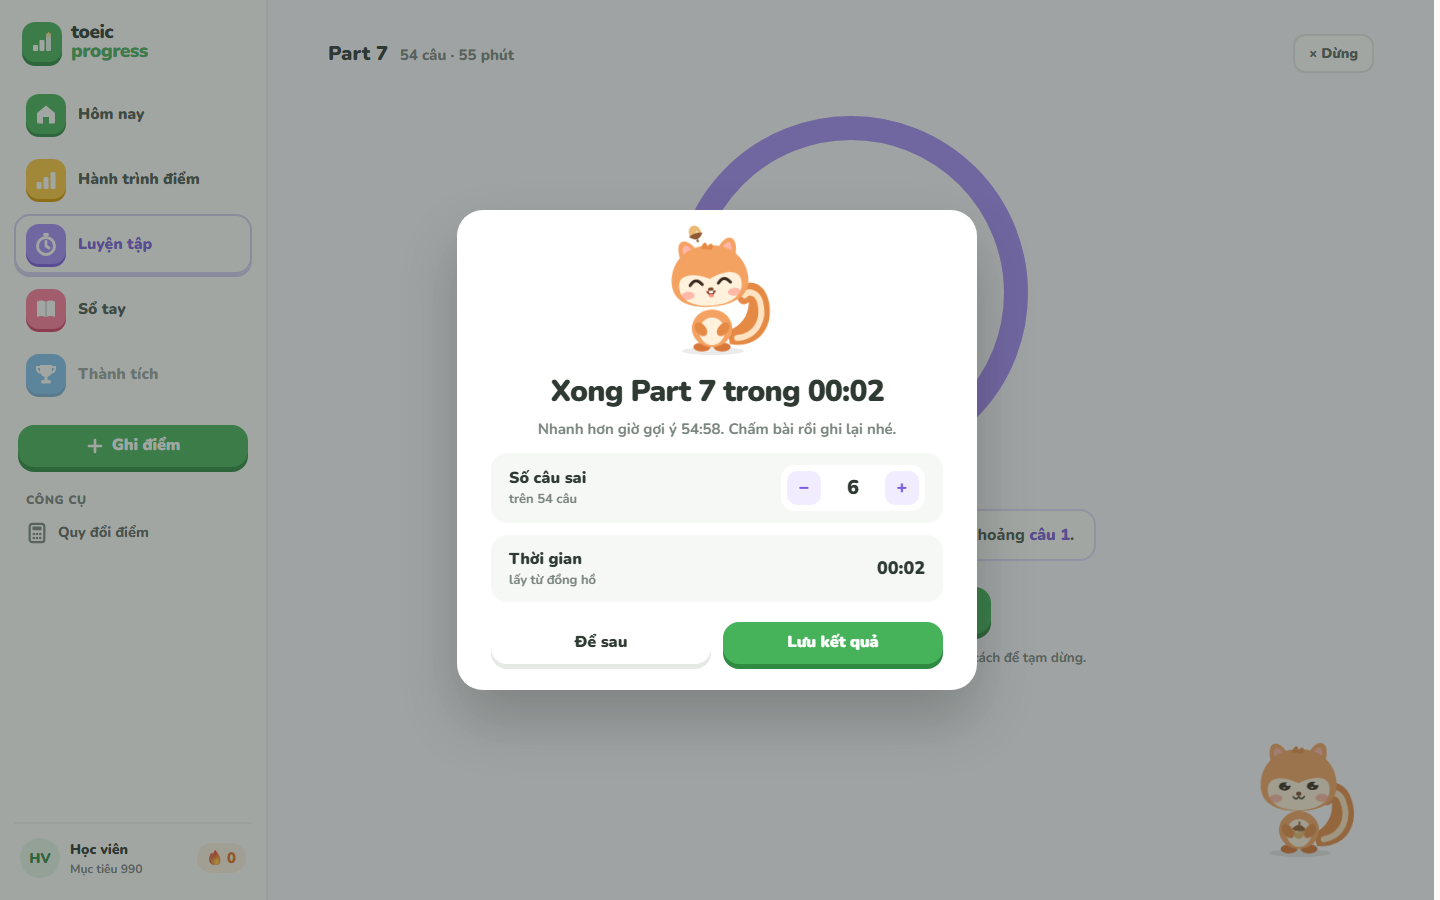 toeic
progress
Hôm nay
Hành trình điểm
Luyện tập
Sổ tay
Thành tích
+ Ghi điểm
CÔNG CỤ
Quy đổi điểm
HV
Học viên
Mục tiêu 990
0
Part 7 54 câu · 55 phút
× Dừng
Xong Part 7 trong 00:02
Nhanh hơn giờ gợi ý 54:58. Chấm bài rồi ghi lại nhé.
Số câu sai
trên 54 câu
− 6 +
Thời gian
lấy từ đồng hồ
00:02
Để sau
Lưu kết quả
hoảng câu 1.
ách để tạm dừng.